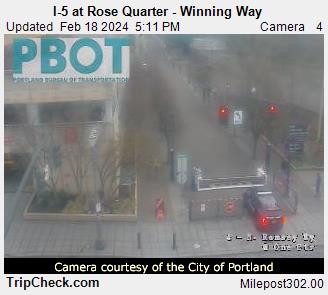 I-5 at Rose Quarter - Winning Way
Updated Feb 18 2024 5:11 PM Camera 4
PBOT
PORTLAND BUREAU OF TRANSPORTATION
Camera courtesy of the City of Portland
TripCheck.com Milepost302.00